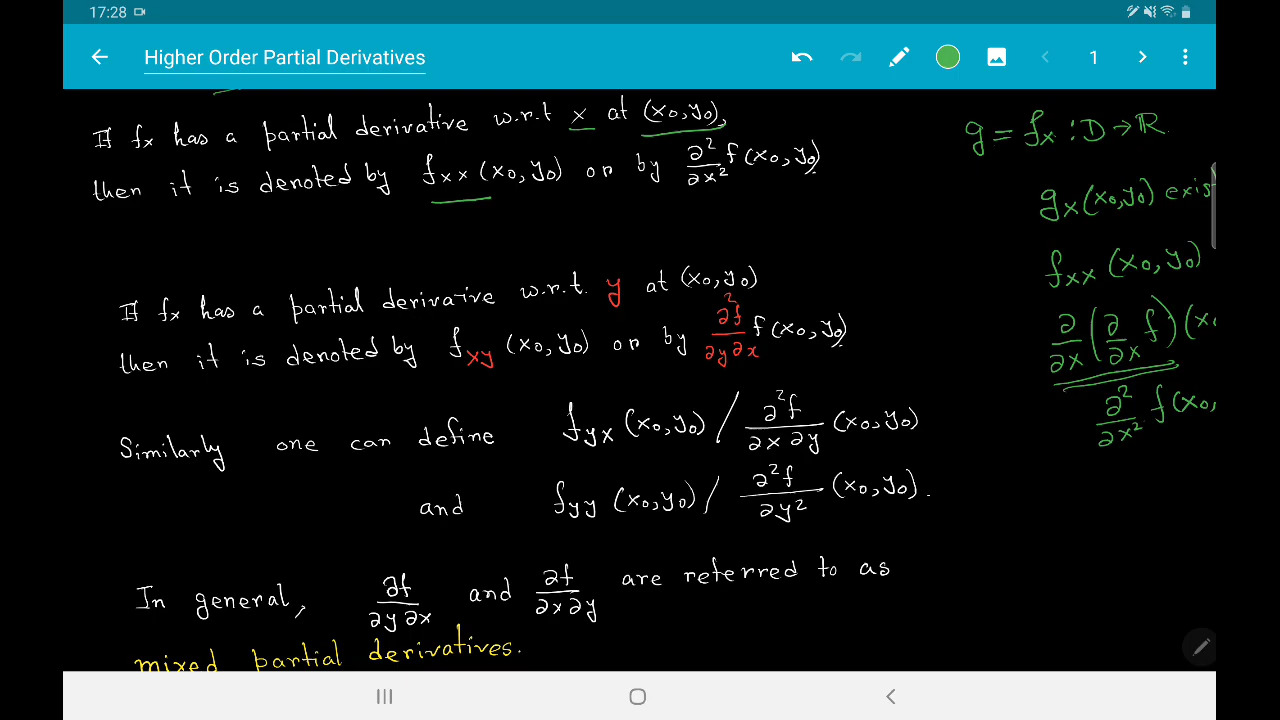 17:28
Higher Order Partial Derivatives
1
If fx has a partial derivative w.r.t x at (x₀,y₀),
then it is denoted by fxx (x₀,y₀) or by ∂²/∂x² f(x₀,y₀)
If fx has a partial derivative w.r.t. y at (x₀,y₀)
then it is denoted by fxy (x₀,y₀) or by ∂²f/∂y∂x f(x₀,y₀)
Similarly one can define fyx (x₀,y₀) / ∂²f/∂x∂y (x₀,y₀)
and fyy (x₀,y₀) / ∂²f/∂y² (x₀,y₀).
In general, ∂f/∂y∂x and ∂f/∂x∂y are referred to as
mixed partial derivatives.
g = fx : D → ℝ
gx(x₀,y₀) exis
fxx (x₀,y₀)
∂/∂x (∂/∂x f) (x₀
∂²/∂x² f(x₀,